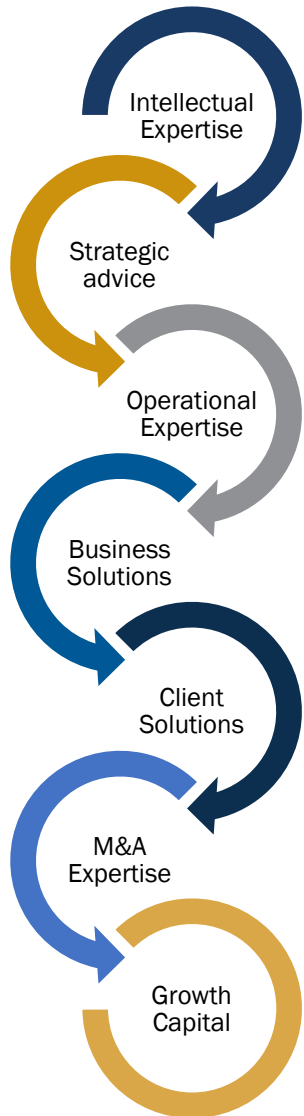 Intellectual
Expertise
Strategic
advice
Operational
Expertise
Business
Solutions
Client
Solutions
M&A
Expertise
Growth
Capital